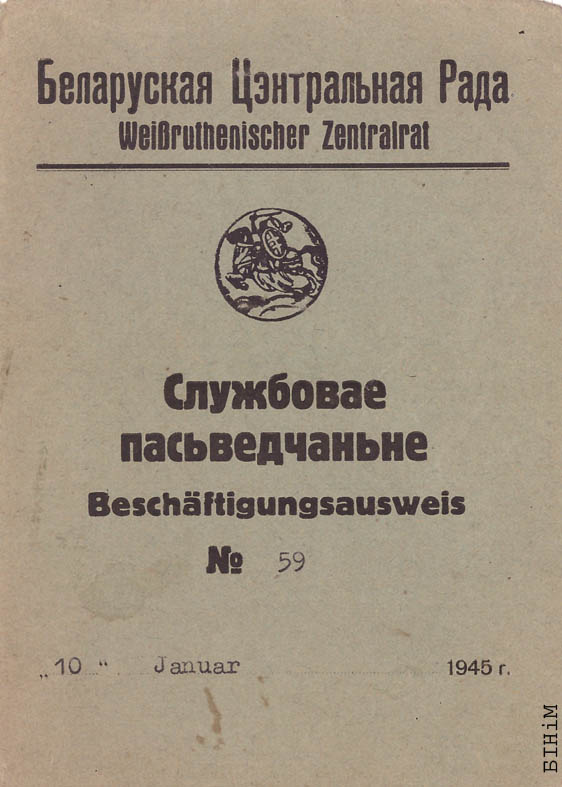 Беларуская Цэнтральная Рада
Weißruthenischer Zentralrat
Службовае
пасьведчаньне
Beschäftigungsausweis
№ 59
„10“ Januar 1945 г.
БІНіМ